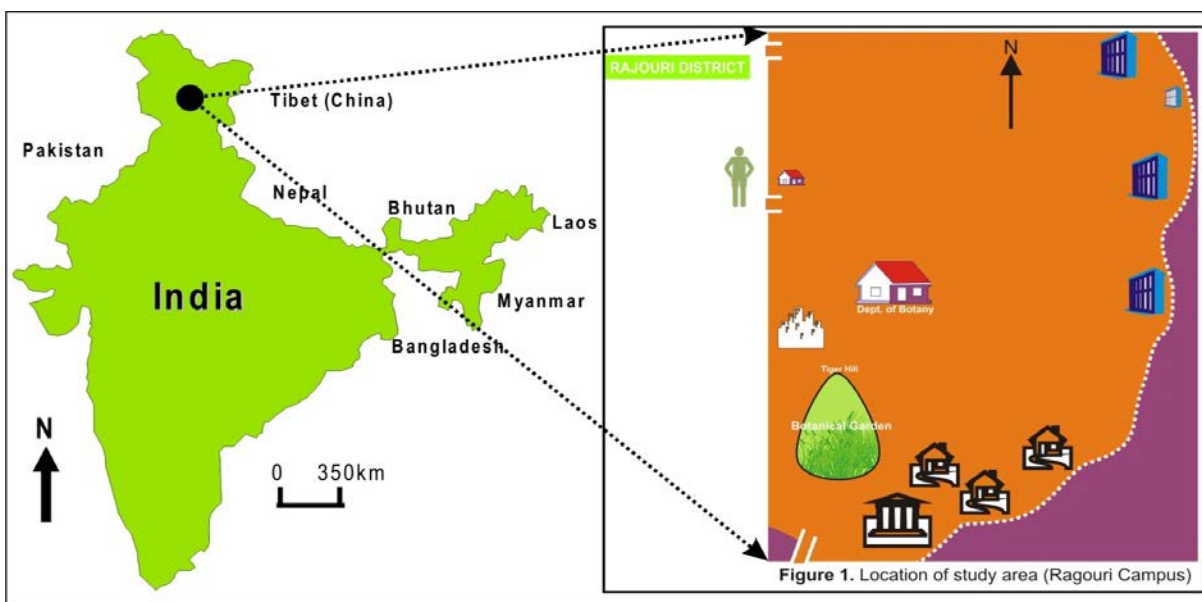 Tibet (China)
Pakistan
Nepal
Bhutan
Laos
India
Myanmar
Bangladesh
N
0 350km
RAJOURI DISTRICT
N
Dept. of Botany
Tiger Hill
Botanical Garden
Figure 1. Location of study area (Ragouri Campus)